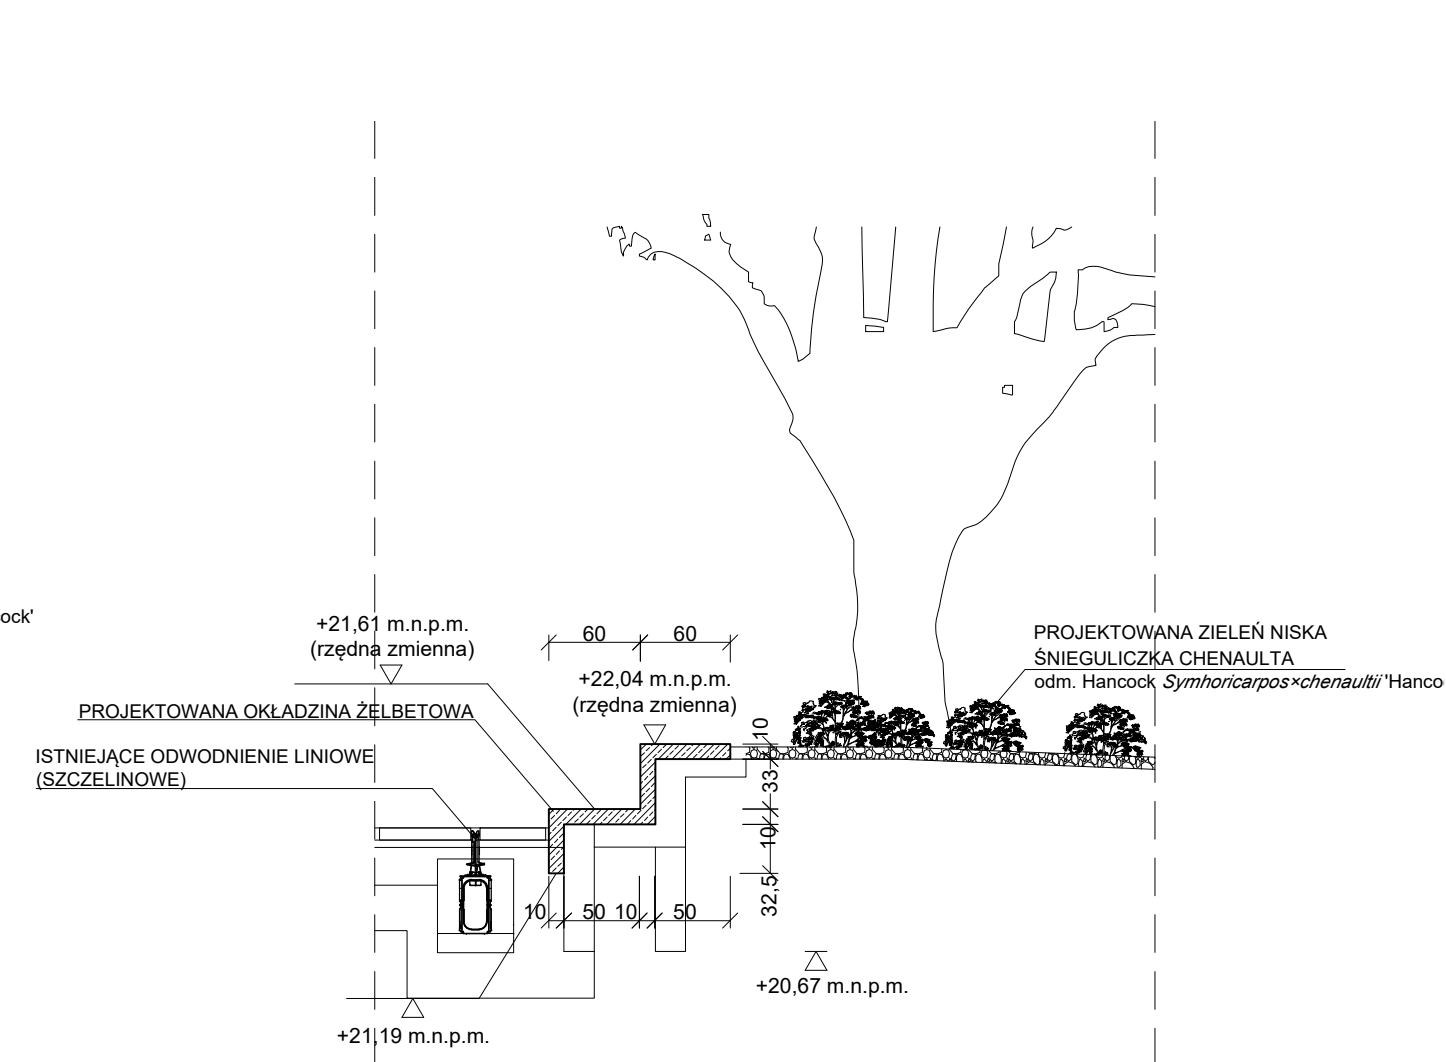 ock'
+21,61 m.n.p.m.
(rzędna zmienna)
PROJEKTOWANA OKŁADZINA ŻELBETOWA
ISTNIEJĄCE ODWODNIENIE LINIOWE
(SZCZELINOWE)
60 60
+22,04 m.n.p.m.
(rzędna zmienna)
PROJEKTOWANA ZIELEŃ NISKA
ŚNIEGULICZKA CHENAULTA
odm. Hancock Symhoricarpos×chenaultii 'Hanco
10
33
10
32,5
10 50 10 50
+20,67 m.n.p.m.
+21,19 m.n.p.m.